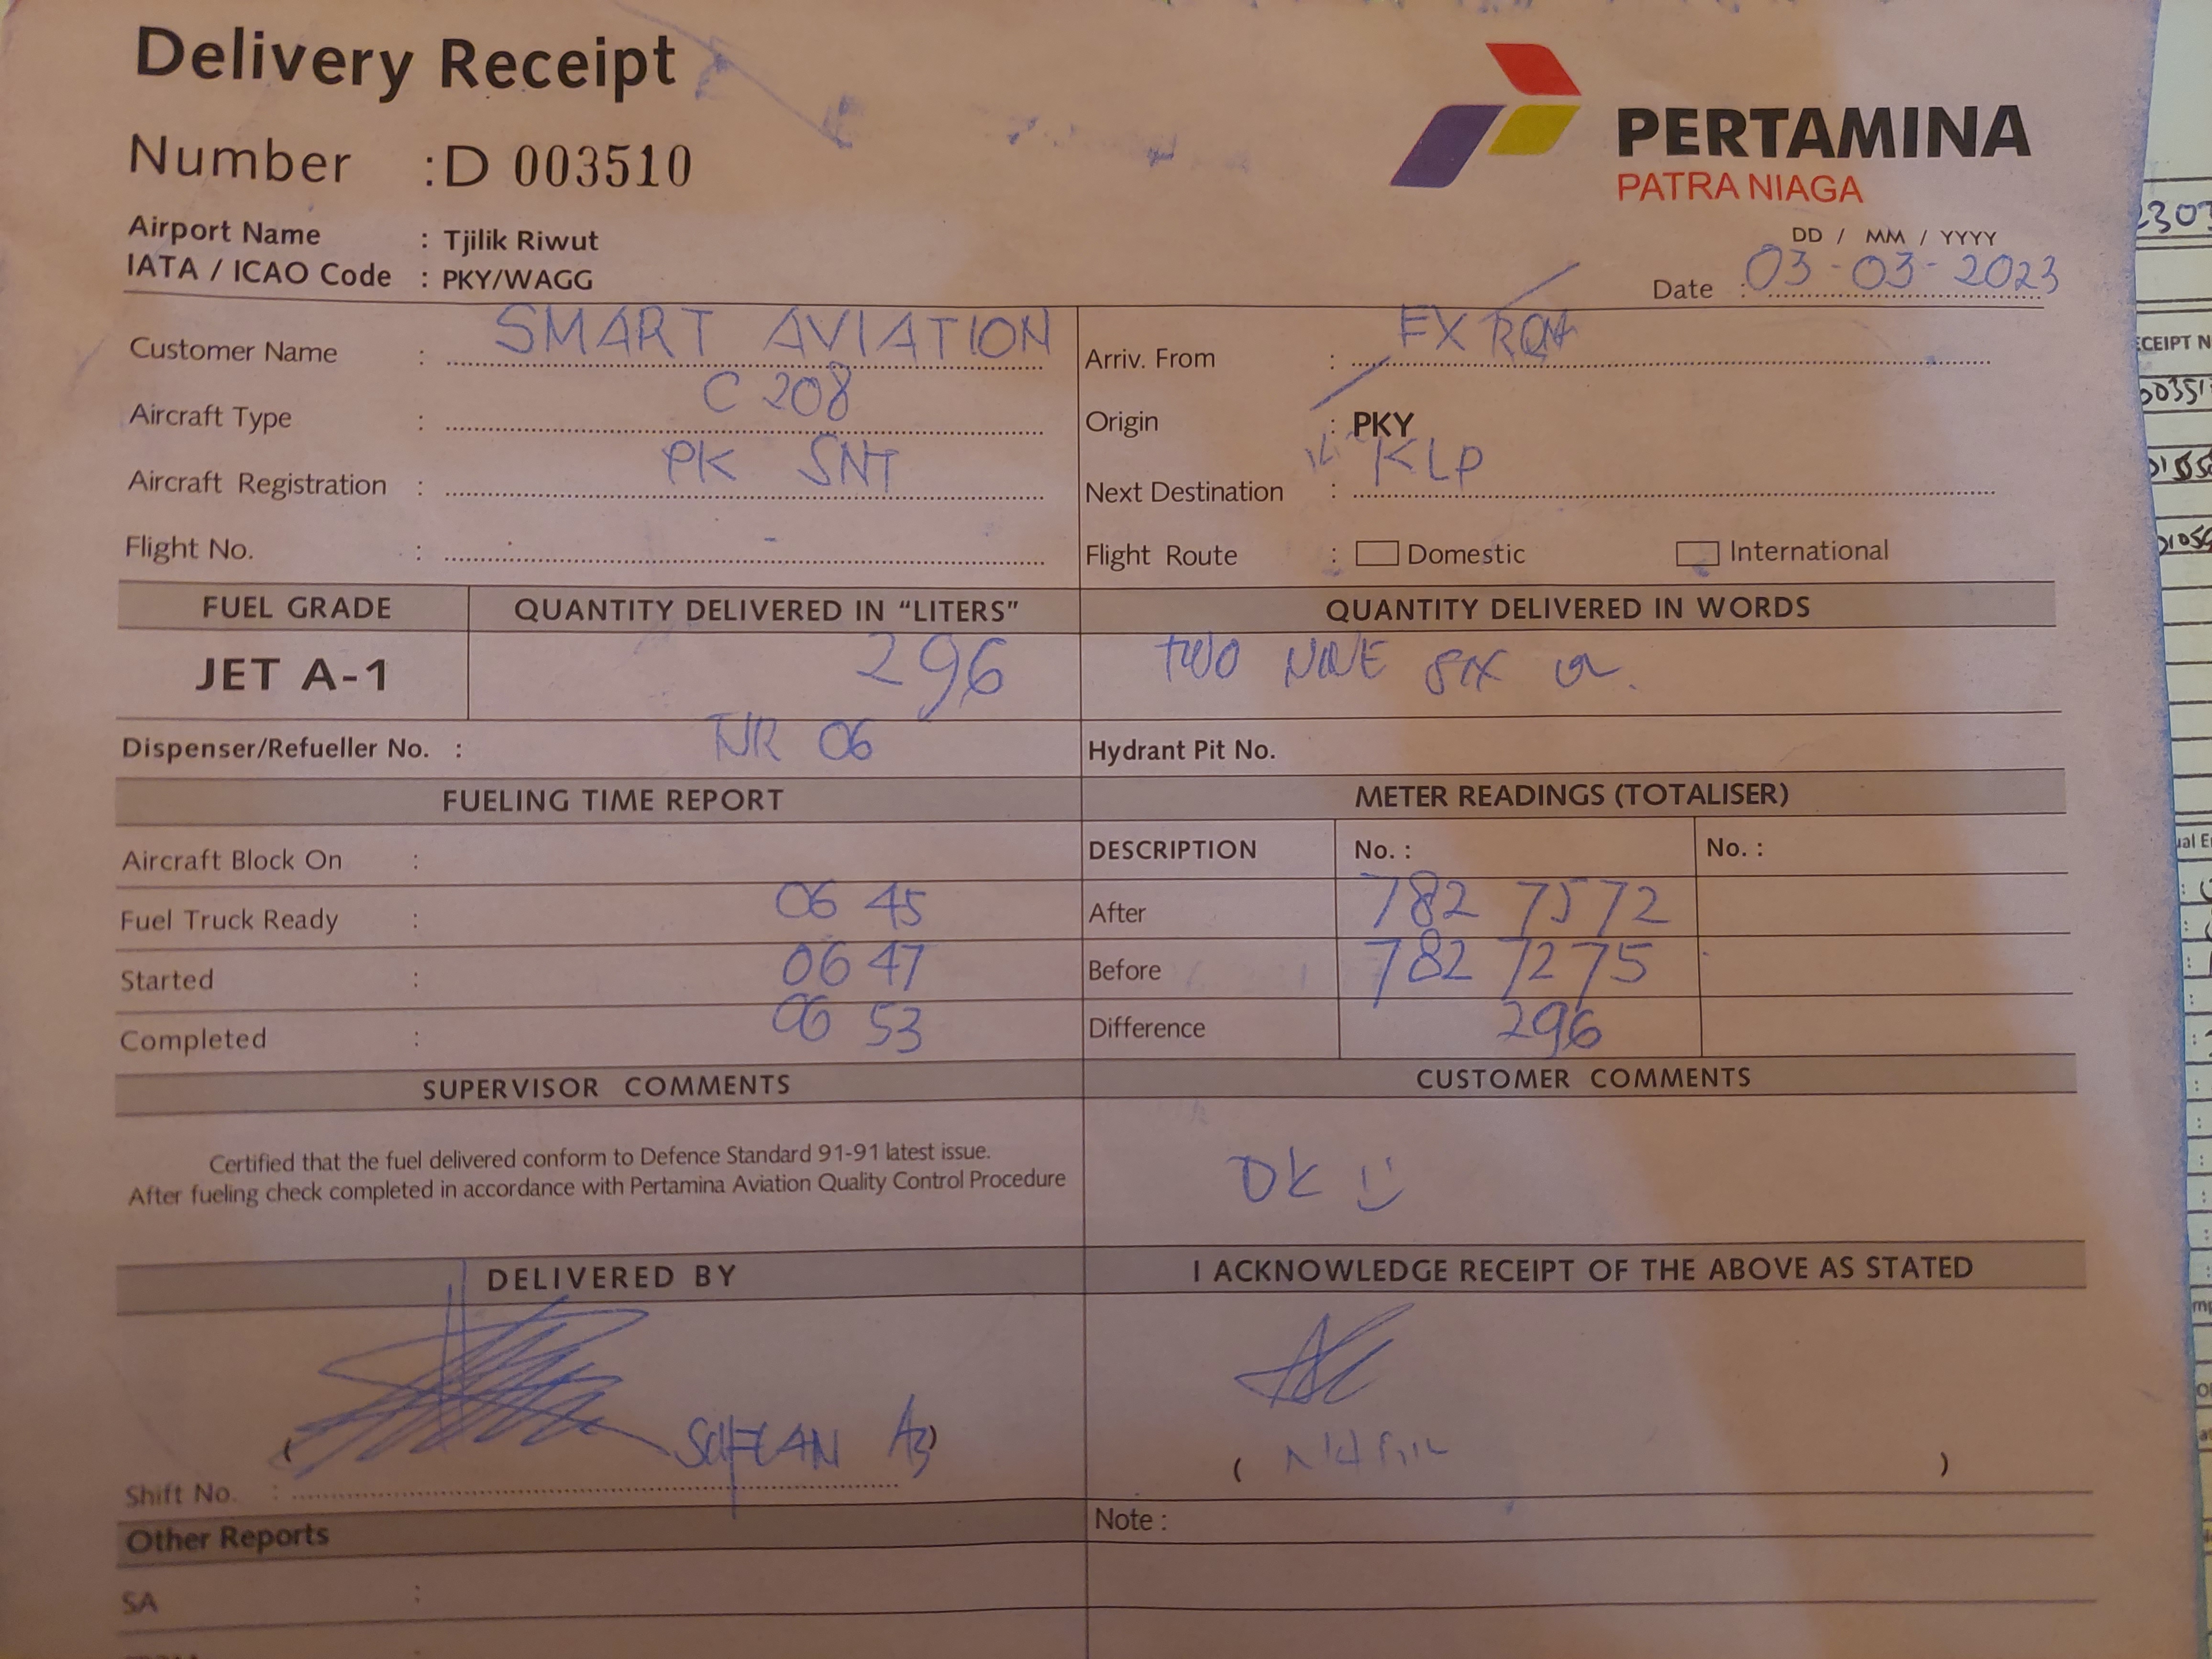 Delivery Receipt
PERTAMINA
PATRA NIAGA
Number : D 003510
Airport Name : Tjilik Riwut
IATA / ICAO Code : PKY/WAGG
DD / MM / YYYY
Date : 03-03-2023
Customer Name : SMART AVIATION
Arriv. From : EX
Aircraft Type : C 208
Origin : PKY
Aircraft Registration : PK SNT
Next Destination : KLP
Flight No. :
Flight Route : Domestic International
FUEL GRADE QUANTITY DELIVERED IN “LITERS” QUANTITY DELIVERED IN WORDS
JET A-1 296 TWO NINE SIX
Dispenser/Refueller No. : 06 Hydrant Pit No.
FUELING TIME REPORT METER READINGS (TOTALISER)
Aircraft Block On : DESCRIPTION No. : No. :
Fuel Truck Ready : 06 45 After 782 7572
Started : 06 47 Before 782 7275
Completed : 06 53 Difference 296
SUPERVISOR COMMENTS CUSTOMER COMMENTS
Certified that the fuel delivered conform to Defence Standard 91-91 latest issue.
After fueling check completed in accordance with Pertamina Aviation Quality Control Procedure
OK
DELIVERED BY I ACKNOWLEDGE RECEIPT OF THE ABOVE AS STATED
( )
( )
Shift No. :
Other Reports
Note :
SA :